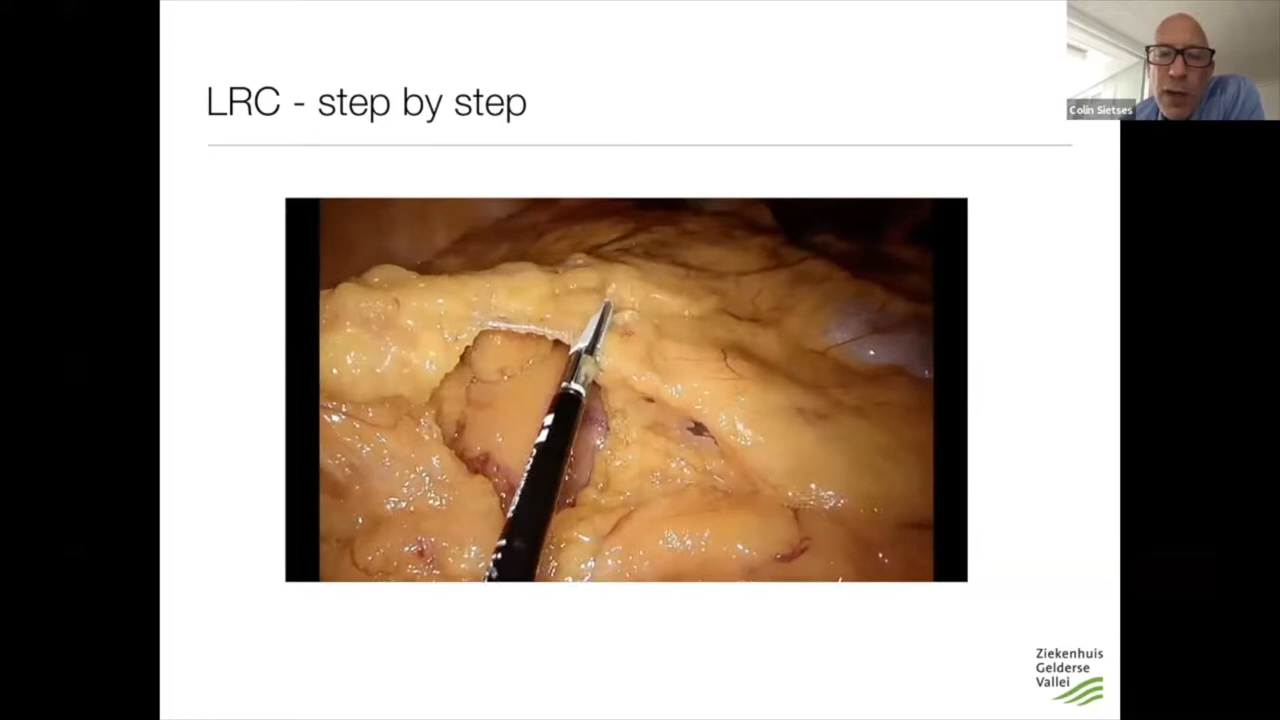 LRC - step by step
Colin Sietses
Ziekenhuis
Gelderse
Vallei